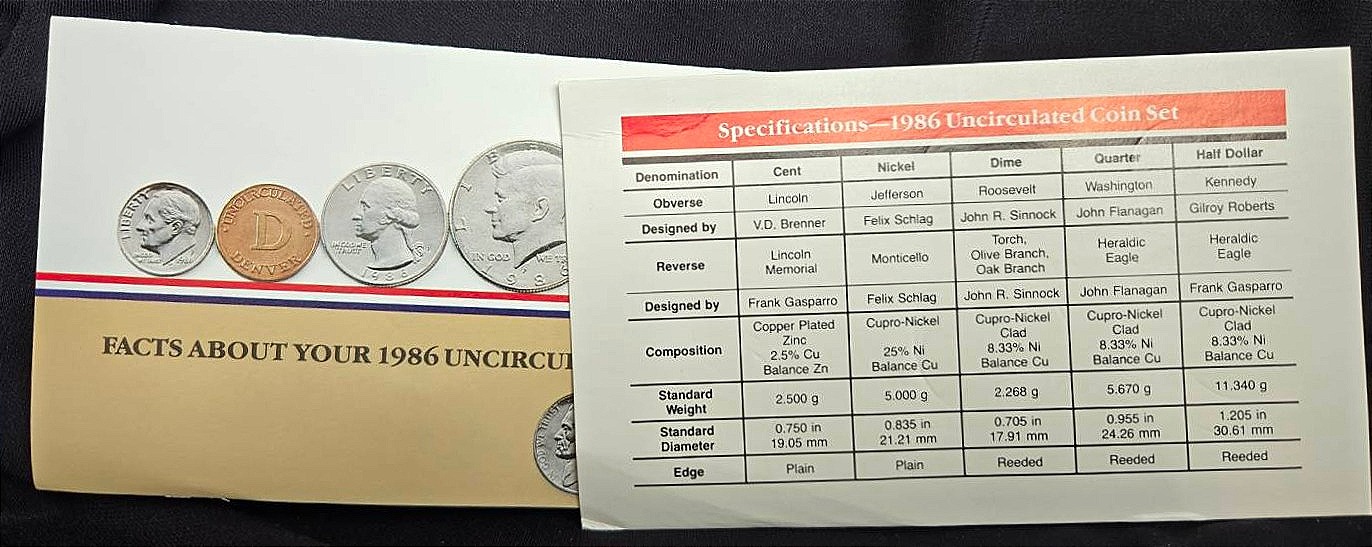 LIBERTY
1986
UNCIRCULATED
D
DENVER
LIBERTY
IN GOD WE
TRUST
S
1986
L I B E
IN GOD WE TR
198
FACTS ABOUT YOUR 1986 UNCIRCU
IN GOD WE TRUST
Specifications—1986 Uncirculated Coin Set
Denomination Cent Nickel Dime Quarter Half Dollar
Obverse Lincoln Jefferson Roosevelt Washington Kennedy
Designed by V.D. Brenner Felix Schlag John R. Sinnock John Flanagan Gilroy Roberts
Reverse Lincoln Memorial Monticello Torch, Olive Branch, Oak Branch Heraldic Eagle Heraldic Eagle
Designed by Frank Gasparro Felix Schlag John R. Sinnock John Flanagan Frank Gasparro
Composition Copper Plated Zinc 2.5% Cu Balance Zn Cupro-Nickel 25% Ni Balance Cu Cupro-Nickel Clad 8.33% Ni Balance Cu Cupro-Nickel Clad 8.33% Ni Balance Cu Cupro-Nickel Clad 8.33% Ni Balance Cu
Standard Weight 2.500 g 5.000 g 2.268 g 5.670 g 11.340 g
Standard Diameter 0.750 in 19.05 mm 0.835 in 21.21 mm 0.705 in 17.91 mm 0.955 in 24.26 mm 1.205 in 30.61 mm
Edge Plain Plain Reeded Reeded Reeded